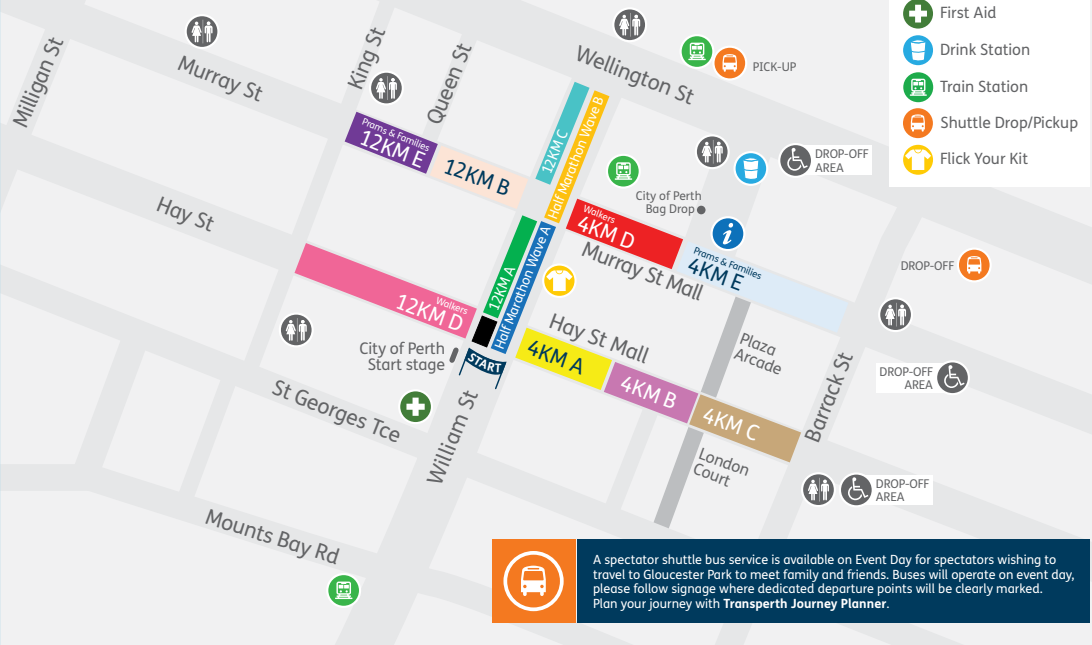 First Aid
Drink Station
Train Station
Shuttle Drop/Pickup
Flick Your Kit
Milligan St
Murray St
King St
Queen St
Wellington St
PICK-UP
Prams & Families
12KM E
12KM B
12KM C
Half Marathon Wave B
DROP-OFF
AREA
City of Perth
Bag Drop
Hay St
Walkers
4KM D
Murray St Mall
Prams & Families
4KM E
DROP-OFF
12KM A
Half Marathon Wave A
Walkers
12KM D
City of Perth
Start stage
START
Hay St Mall
4KM A
4KM B
4KM C
Plaza
Arcade
Barrack St
DROP-OFF
AREA
St Georges Tce
William St
London
Court
DROP-OFF
AREA
Mounts Bay Rd
A spectator shuttle bus service is available on Event Day for spectators wishing to
travel to Gloucester Park to meet family and friends. Buses will operate on event day,
please follow signage where dedicated departure points will be clearly marked.
Plan your journey with Transperth Journey Planner.